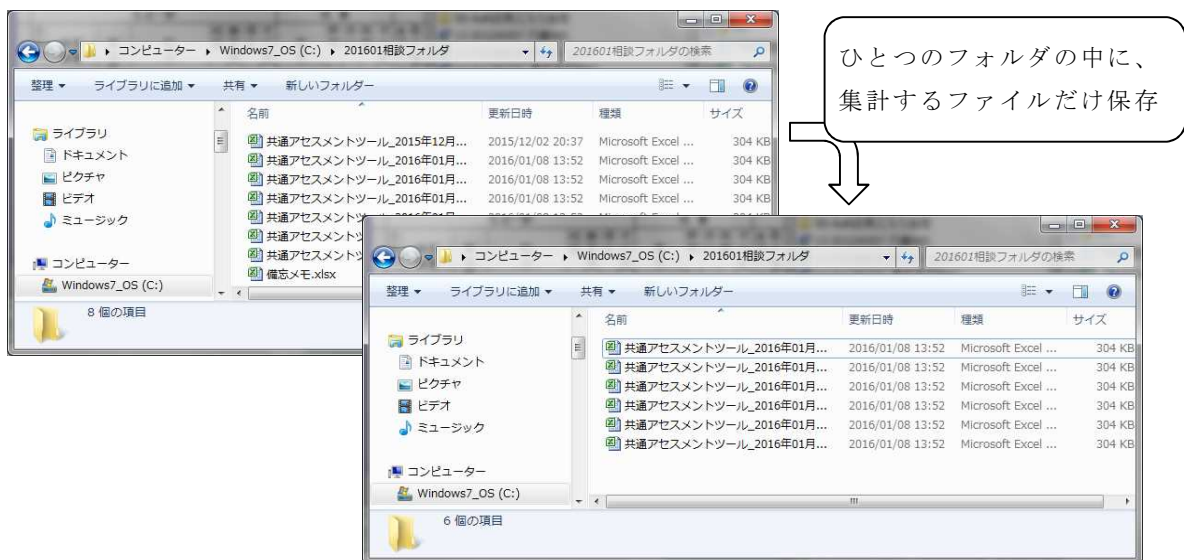 コンピューター ▸ Windows7_OS (C:) ▸ 201601相談フォルダ
201601相談フォルダの検索
整理 ▼ ライブラリに追加 ▼ 共有 ▼ 新しいフォルダー
名前 更新日時 種類 サイズ
ライブラリ
ドキュメント
ピクチャ
ビデオ
ミュージック
コンピューター
Windows7_OS (C:)
共通アセスメントツール_2015年12月... 2015/12/02 20:37 Microsoft Excel ... 304 KB
共通アセスメントツール_2016年01月... 2016/01/08 13:52 Microsoft Excel ... 304 KB
共通アセスメントツール_2016年01月... 2016/01/08 13:52 Microsoft Excel ... 304 KB
共通アセスメントツ
共通アセスメントツ
共通アセスメントツ
備忘メモ.xlsx
8 個の項目
ひとつのフォルダの中に、
集計するファイルだけ保存
コンピューター ▸ Windows7_OS (C:) ▸ 201601相談フォルダ
201601相談フォルダの検索
整理 ▼ ライブラリに追加 ▼ 共有 ▼ 新しいフォルダー
名前 更新日時 種類 サイズ
ライブラリ
ドキュメント
ピクチャ
ビデオ
ミュージック
コンピューター
Windows7_OS (C:)
共通アセスメントツール_2016年01月... 2016/01/08 13:52 Microsoft Excel ... 304 KB
共通アセスメントツール_2016年01月... 2016/01/08 13:52 Microsoft Excel ... 304 KB
共通アセスメントツール_2016年01月... 2016/01/08 13:52 Microsoft Excel ... 304 KB
共通アセスメントツール_2016年01月... 2016/01/08 13:52 Microsoft Excel ... 304 KB
共通アセスメントツール_2016年01月... 2016/01/08 13:52 Microsoft Excel ... 304 KB
共通アセスメントツール_2016年01月... 2016/01/08 13:52 Microsoft Excel ... 304 KB
6 個の項目